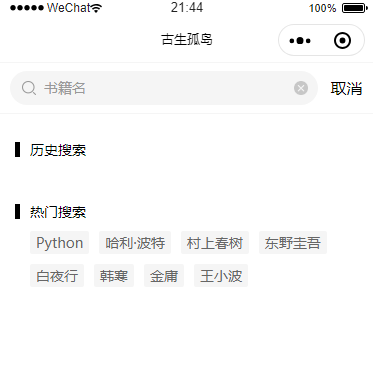 WeChat 21:44 100%
古生孤岛
书籍名 取消
历史搜索
热门搜索
Python 哈利·波特 村上春树 东野圭吾
白夜行 韩寒 金庸 王小波